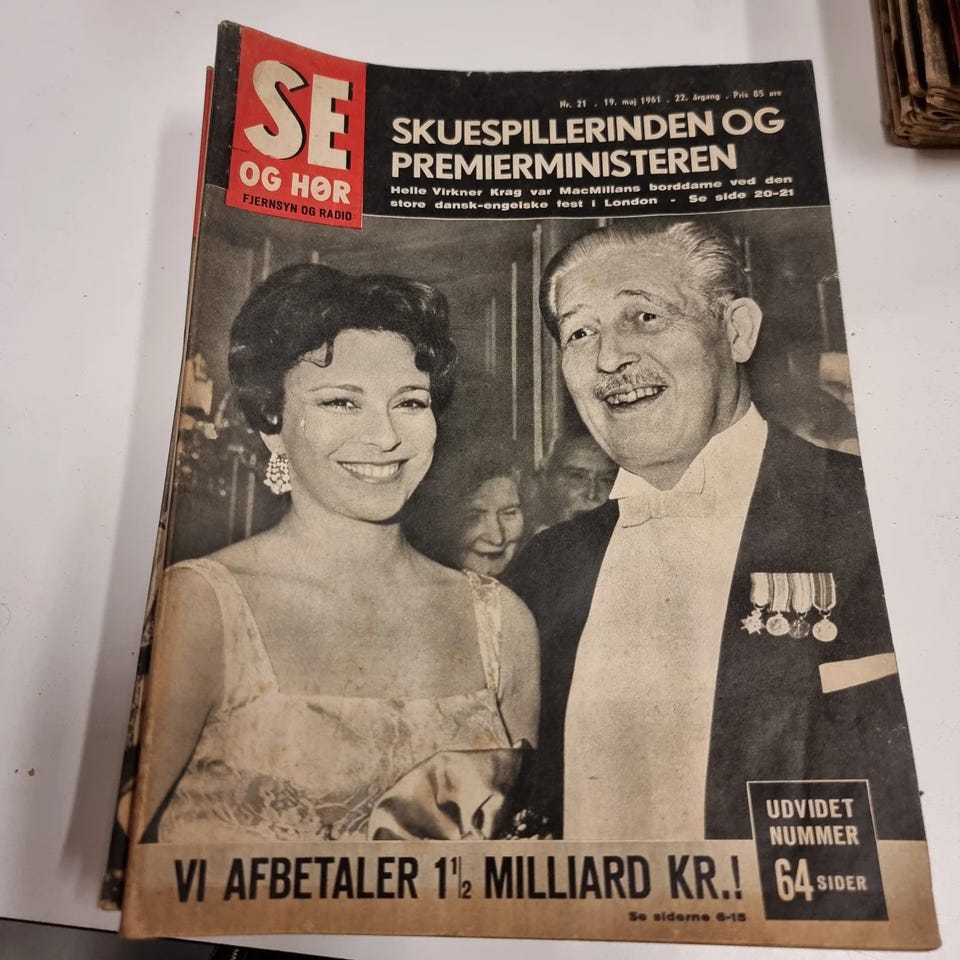 SE
OG HØR
FJERNSYN OG RADIO
Nr. 21 . 19. maj 1961 . 22. årgang . Pris 85 øre
SKUESPILLERINDEN OG
PREMIERMINISTEREN
Helle Virkner Krag var MacMillans borddame ved den
store dansk-engelske fest i London - Se side 20-21
UDVIDET
NUMMER
64 SIDER
VI AFBETALER 1 1/2 MILLIARD KR.!
Se siderne 6-15